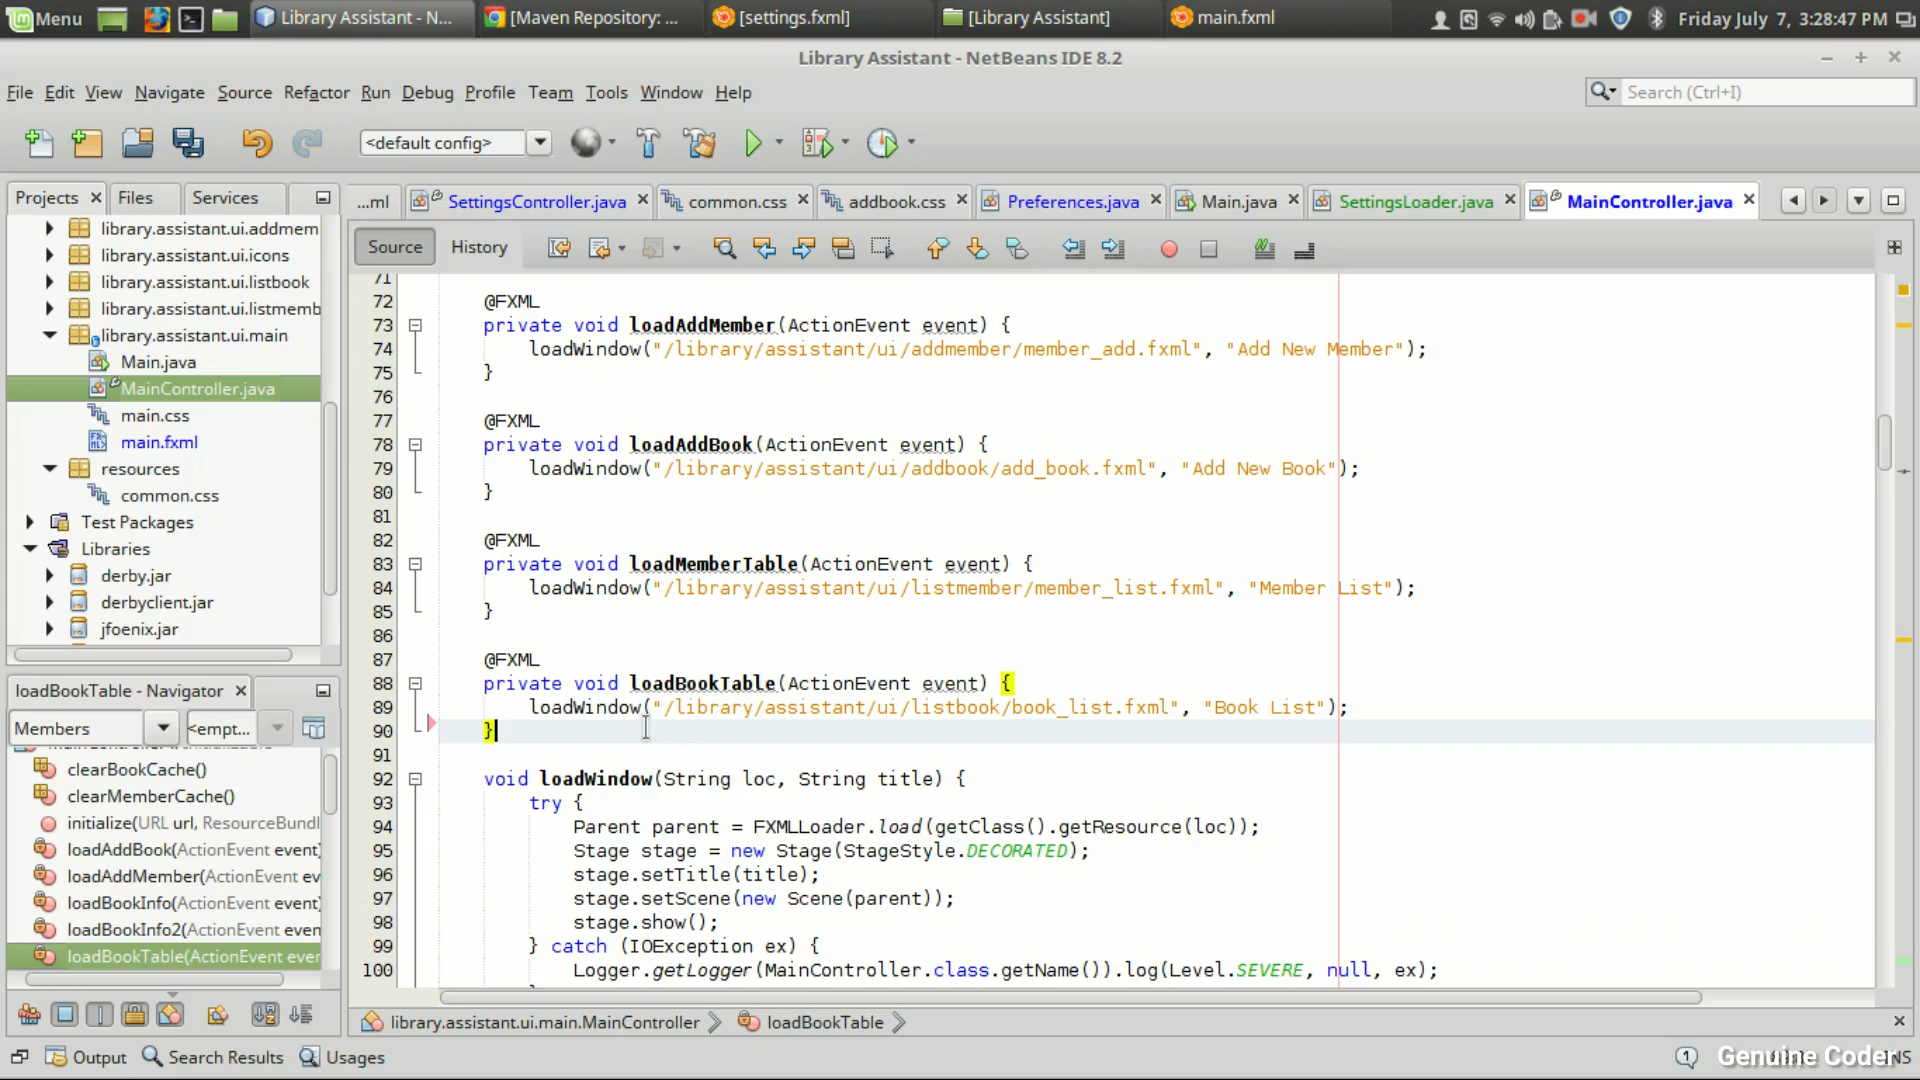 Menu
Library Assistant - N...
[Maven Repository: ...
[settings.fxml]
[Library Assistant]
main.fxml
Friday July 7, 3:28:47 PM
Library Assistant - NetBeans IDE 8.2
File Edit View Navigate Source Refactor Run Debug Profile Team Tools Window Help
Search (Ctrl+I)
<default config>
Projects Files Services
...ml SettingsController.java common.css addbook.css Preferences.java Main.java SettingsLoader.java MainController.java
Source History
library.assistant.ui.addmem
library.assistant.ui.icons
library.assistant.ui.listbook
library.assistant.ui.listmemb
library.assistant.ui.main
Main.java
MainController.java
main.css
main.fxml
resources
common.css
Test Packages
Libraries
derby.jar
derbyclient.jar
jfoenix.jar
loadBookTable - Navigator
Members <empt...
clearBookCache()
clearMemberCache()
initialize(URL url, ResourceBundl
loadAddBook(ActionEvent event)
loadAddMember(ActionEvent ev
loadBookInfo(ActionEvent event)
loadBookInfo2(ActionEvent even
loadBookTable(ActionEvent ever
71
72 @FXML
73 private void loadAddMember(ActionEvent event) {
74 loadWindow("/library/assistant/ui/addmember/member_add.fxml", "Add New Member");
75 }
76
77 @FXML
78 private void loadAddBook(ActionEvent event) {
79 loadWindow("/library/assistant/ui/addbook/add_book.fxml", "Add New Book");
80 }
81
82 @FXML
83 private void loadMemberTable(ActionEvent event) {
84 loadWindow("/library/assistant/ui/listmember/member_list.fxml", "Member List");
85 }
86
87 @FXML
88 private void loadBookTable(ActionEvent event) {
89 loadWindow("/library/assistant/ui/listbook/book_list.fxml", "Book List");
90 }
91
92 void loadWindow(String loc, String title) {
93 try {
94 Parent parent = FXMLLoader.load(getClass().getResource(loc));
95 Stage stage = new Stage(StageStyle.DECORATED);
96 stage.setTitle(title);
97 stage.setScene(new Scene(parent));
98 stage.show();
99 } catch (IOException ex) {
100 Logger.getLogger(MainController.class.getName()).log(Level.SEVERE, null, ex);
library.assistant.ui.main.MainController loadBookTable
Output Search Results Usages
1
Genuine Coder